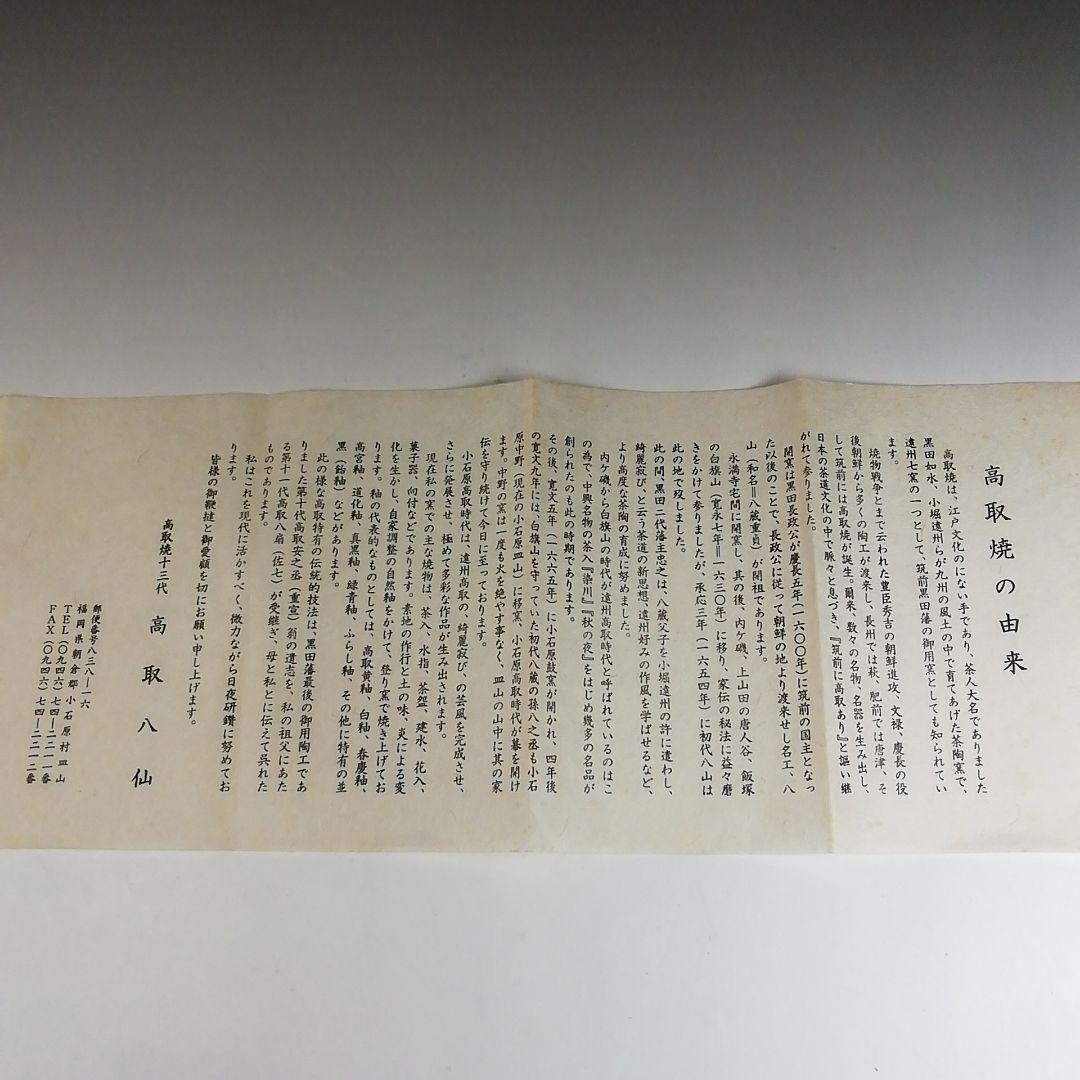 高取焼の由来
高取焼は、江戸文化のにない手であり、茶人大名でありました
黒田如水、小堀遠州らが九州の風土の中で育てあげた茶陶窯で、
遠州七窯の一つとして、筑前黒田藩の御用窯としても知られてい
ます。
焼物戦争とまで云われた豊臣秀吉の朝鮮進攻、文禄、慶長の役
後朝鮮から多くの陶工が渡来し、長州では萩、肥前では唐津、そ
して筑前には高取焼が誕生。爾来、数々の名物、名器を生み出し、
日本の茶道文化の中で脈々と息づき、『筑前に高取あり』と謳い継
がれて参りました。
開窯は黒田長政公が慶長五年(一六〇〇年)に筑前の国主となっ
た以後のことで、長政公に従って朝鮮の地より渡来せし名工、八
山(和名=八蔵重貞)が開祖であります。
永満寺宅間に開窯し、其の後、内ケ磯、上山田の唐人谷、飯塚
の白旗山(寛永七年=一六三〇年)に移り、家伝の秘法に益々磨
きをかけて参りましたが、承応三年(一六五四年)に初代八山は
此の地で歿しました。
此の間、黒田二代藩主忠之は、八蔵父子を小堀遠州の許に遣わし、
綺麗寂びと云う茶道の新思想、遠州好みの作風を学ばせるなど、
より高度な茶陶の育成に努めました。
内ケ磯から白旗山の時代が遠州高取時代と呼ばれているのはこ
の為で、中興名物の茶入『染川』『秋の夜』をはじめ幾多の名品が
創られたのも此の時期であります。
その後、寛文五年(一六六五年)に小石原鼓窯が開かれ、四年後
の寛文九年には、白旗山を守っていた初代八蔵の孫八之丞も小石
原中野(現在の小石原皿山)に移窯、小石原高取時代が幕を開け
ます。中野の窯は一度も火を絶やす事なく、皿山の山中に其の家
伝を守り続けて今日に至っております。
小石原高取時代は、遠州高取の、綺麗寂び、の芸風を完成させ、
さらに発展させ、極めて多彩な作品が生み出されます。
現在私の窯での主な焼物は、茶入、水指、茶盌、建水、花入、
菓子器、向付などであります。素地の作行と土の味、炎による変
化を生かし、自家調整の自然釉をかけて、登り窯で焼き上げてお
ります。釉の代表的なものとしては、高取黄釉、白釉、春慶釉、
高宮釉、道化釉、真黒釉、緑青釉、ふらし釉、その他に特有の並
黒(飴釉)などがあります。
此の様な高取特有の伝統的技法は、黒田藩最後の御用陶工であ
りました第十代高取安之丞(重宣)翁の遺志を、私の祖父にあた
る第十一代高取八扇(佐七)が受継ぎ、母と私とに伝えて呉れた
ものであります。
私はこれを現代に活かすべく、微力ながら日夜研鑽に努めてお
ります。
皆様の御鞭撻と御愛顧を切にお願い申し上げます。
高取焼十三代 高取八仙
郵便番号八三八ー一六
福岡県朝倉郡小石原村皿山
TEL(〇九四六)七四ー二二一一番
FAX(〇九四六)七四ー二二一二番